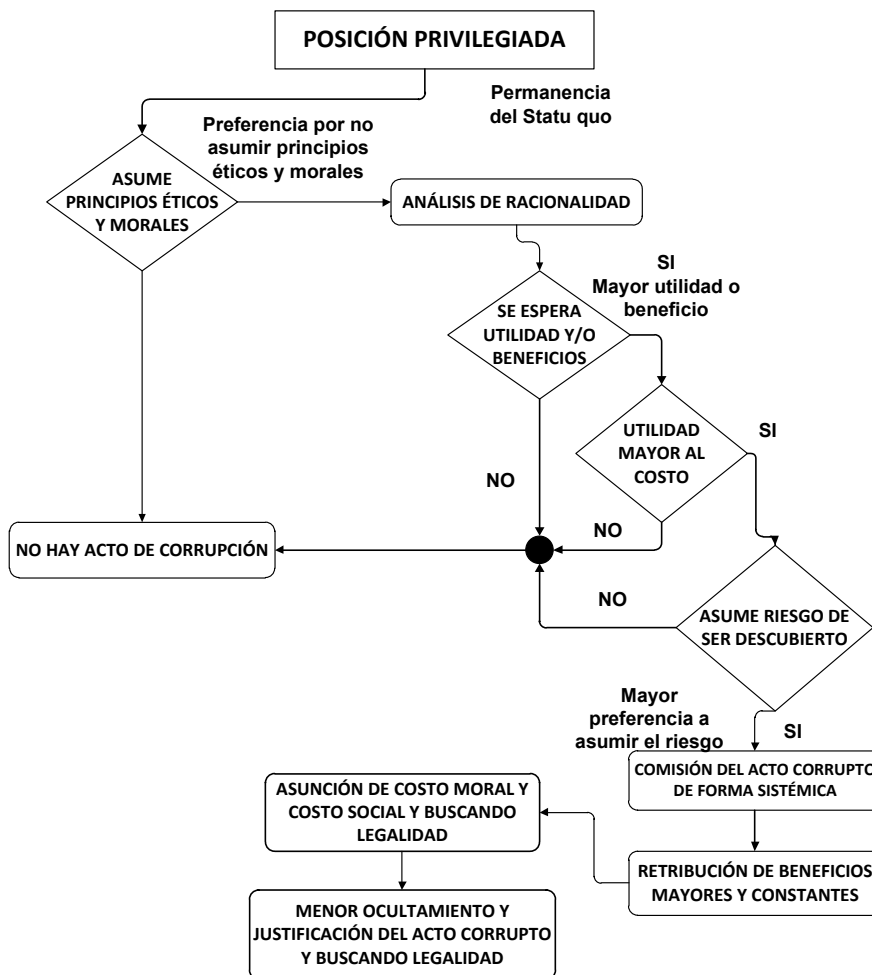 POSICIÓN PRIVILEGIADA
Permanencia
del Statu quo
Preferencia por no
asumir principios
éticos y morales
ASUME
PRINCIPIOS ÉTICOS
Y MORALES
ANÁLISIS DE RACIONALIDAD
SI
Mayor utilidad o
beneficio
SE ESPERA
UTILIDAD Y/O
BENEFICIOS
UTILIDAD
MAYOR AL
COSTO
SI
NO
NO
NO HAY ACTO DE CORRUPCIÓN
NO
ASUME RIESGO DE
SER DESCUBIERTO
Mayor
preferencia a
asumir el riesgo
SI
COMISIÓN DEL ACTO CORRUPTO
DE FORMA SISTÉMICA
ASUNCIÓN DE COSTO MORAL Y
COSTO SOCIAL Y BUSCANDO
LEGALIDAD
RETRIBUCIÓN DE BENEFICIOS
MAYORES Y CONSTANTES
MENOR OCULTAMIENTO Y
JUSTIFICACIÓN DEL ACTO CORRUPTO
Y BUSCANDO LEGALIDAD